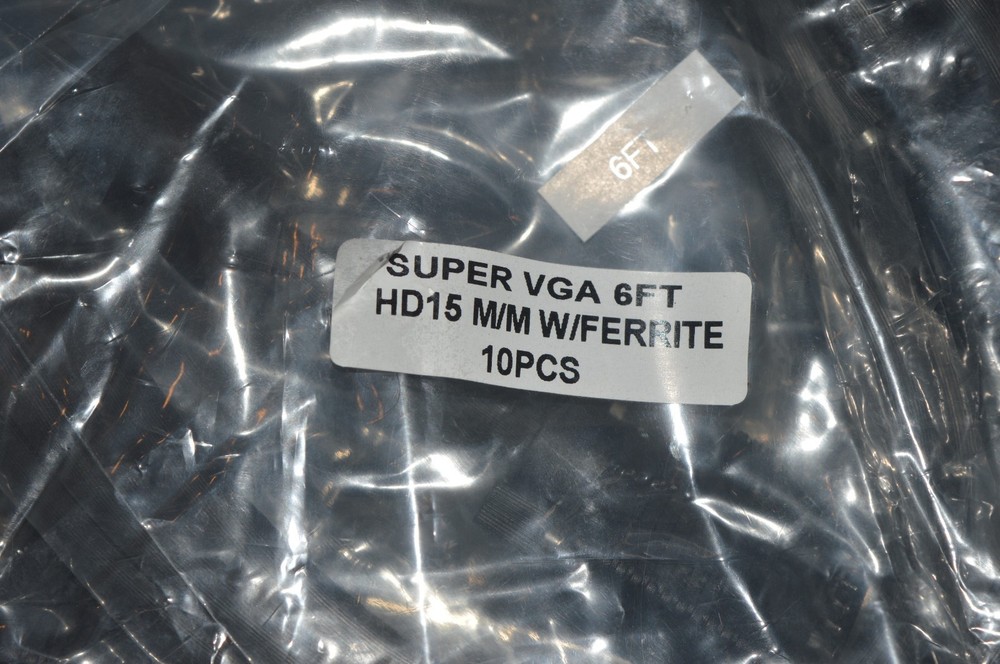 6FT
SUPER VGA 6FT
HD15 M/M W/FERRITE
10PCS